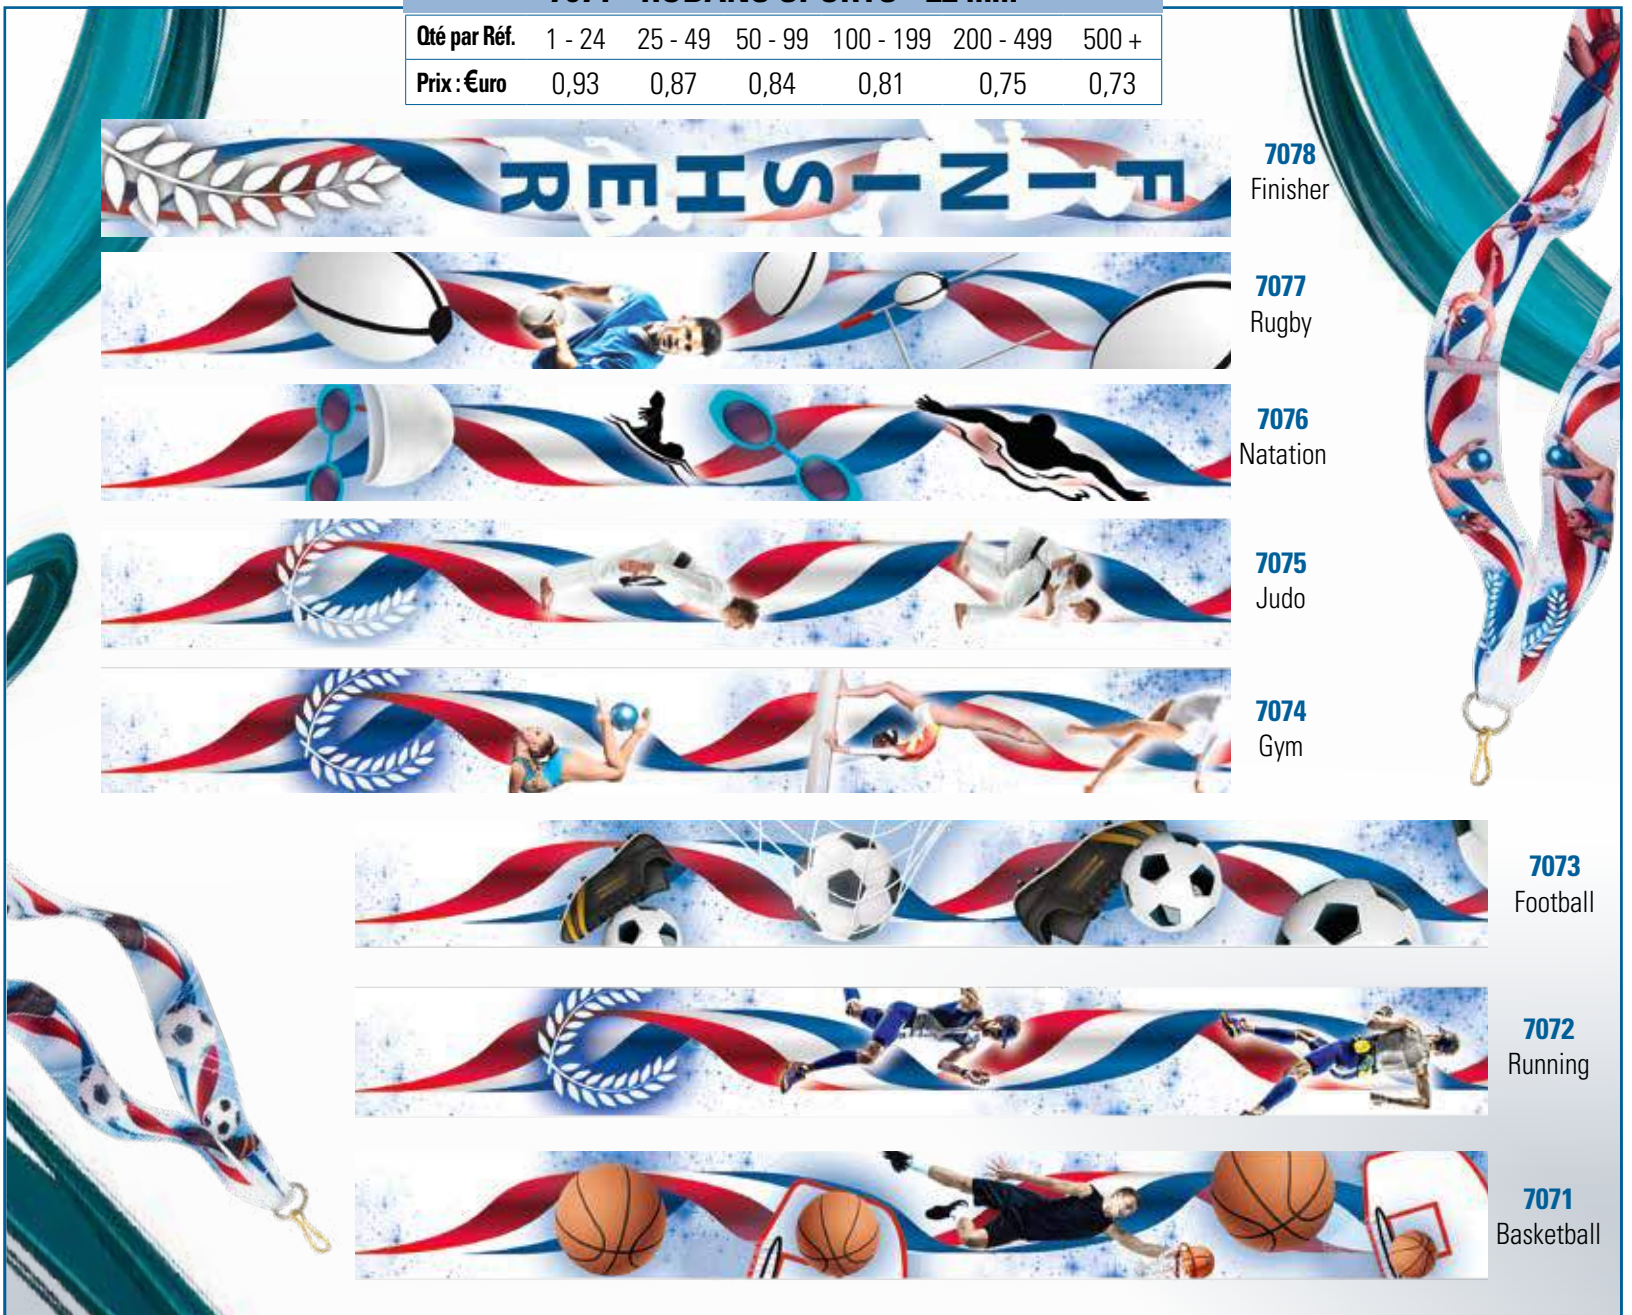 Qté par Réf. 1 - 24 25 - 49 50 - 99 100 - 199 200 - 499 500 +
Prix : €uro 0,93 0,87 0,84 0,81 0,75 0,73
FINISHER
7078
Finisher
7077
Rugby
7076
Natation
7075
Judo
7074
Gym
7073
Football
7072
Running
7071
Basketball